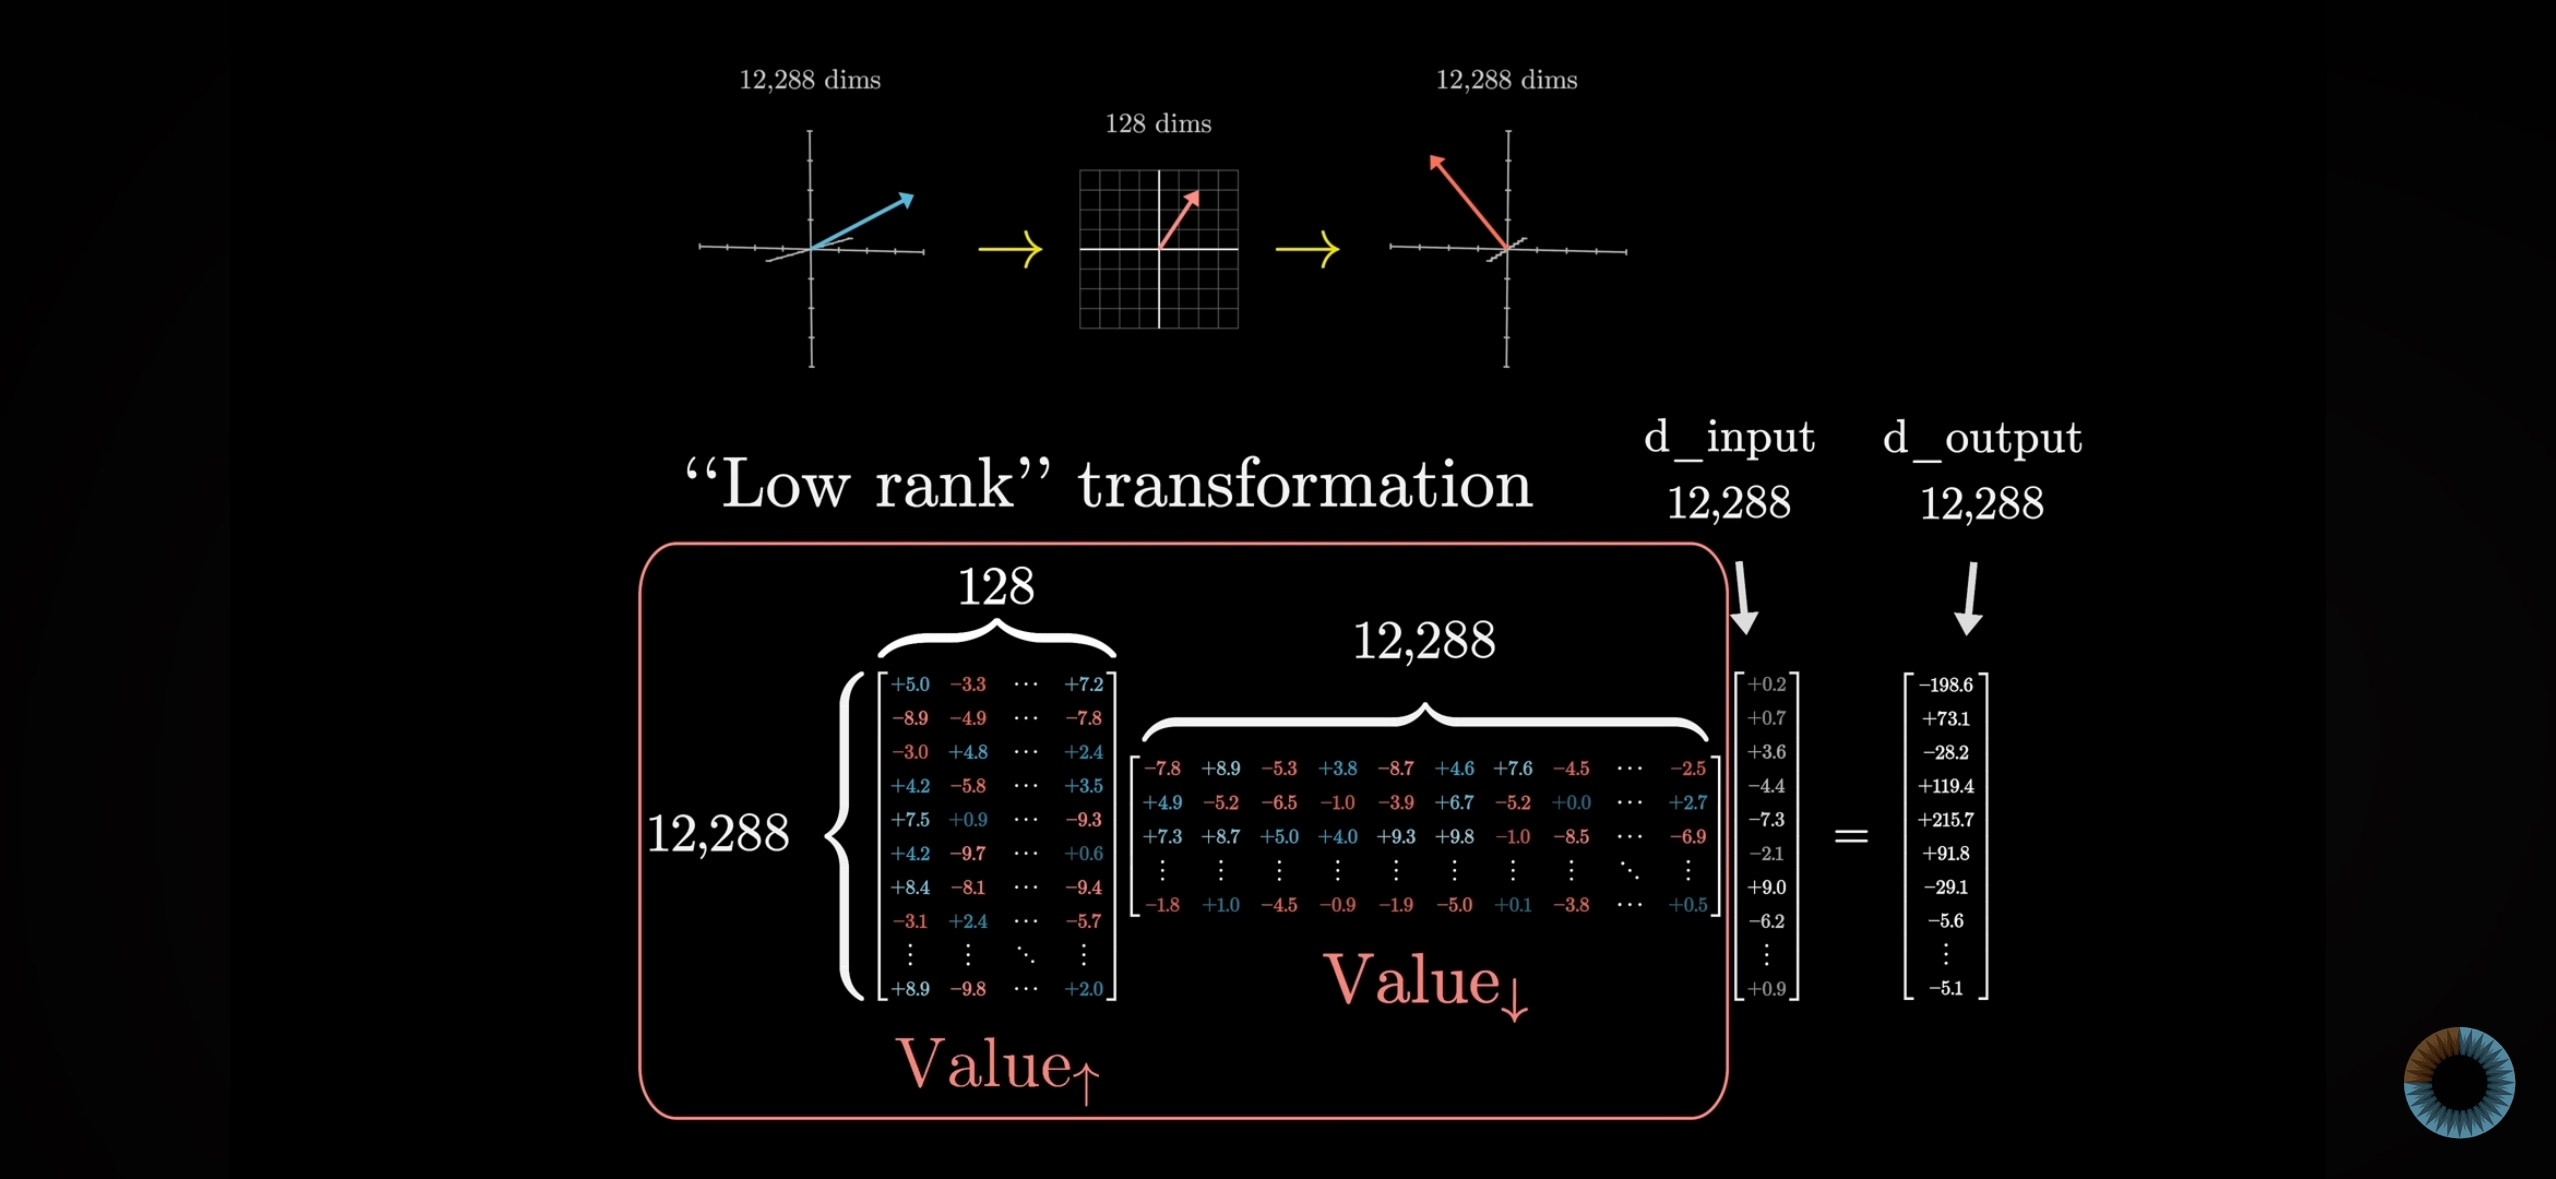 12,288 dims
128 dims
12,288 dims
“Low rank” transformation
d_input
12,288
d_output
12,288
128
12,288
12,288
+5.0 −3.3 ⋯ +7.2
−8.9 −4.9 ⋯ −7.8
−3.0 +4.8 ⋯ +2.4
+4.2 −5.8 ⋯ +3.5
+7.5 +0.9 ⋯ −9.3
+4.2 −9.7 ⋯ +0.6
+8.4 −8.1 ⋯ −9.4
−3.1 +2.4 ⋯ −5.7
⋮ ⋮ ⋱ ⋮
+8.9 −9.8 ⋯ +2.0
Value↑
−7.8 +8.9 −5.3 +3.8 −8.7 +4.6 +7.6 −4.5 ⋯ −2.5
+4.9 −5.2 −6.5 −1.0 −3.9 +6.7 −5.2 +0.0 ⋯ +2.7
+7.3 +8.7 +5.0 +4.0 +9.3 +9.8 −1.0 −8.5 ⋯ −6.9
⋮ ⋮ ⋮ ⋮ ⋮ ⋮ ⋮ ⋮ ⋱ ⋮
−1.8 +1.0 −4.5 −0.9 −1.9 −5.0 +0.1 −3.8 ⋯ +0.5
Value↓
+0.2
+0.7
+3.6
−4.4
−7.3
−2.1
+9.0
−6.2
⋮
+0.9
=
−198.6
+73.1
−28.2
+119.4
+215.7
+91.8
−29.1
−5.6
⋮
−5.1